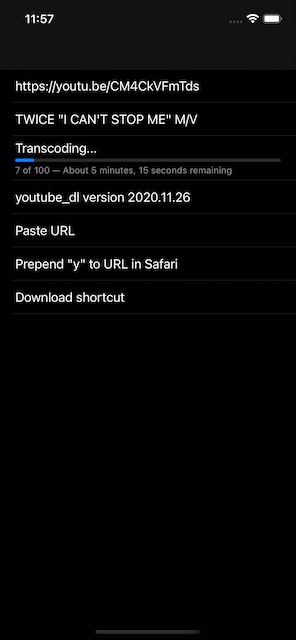 11:57
https://youtu.be/CM4CkVFmTds
TWICE "I CAN'T STOP ME" M/V
Transcoding...
7 of 100 — About 5 minutes, 15 seconds remaining
youtube_dl version 2020.11.26
Paste URL
Prepend "y" to URL in Safari
Download shortcut